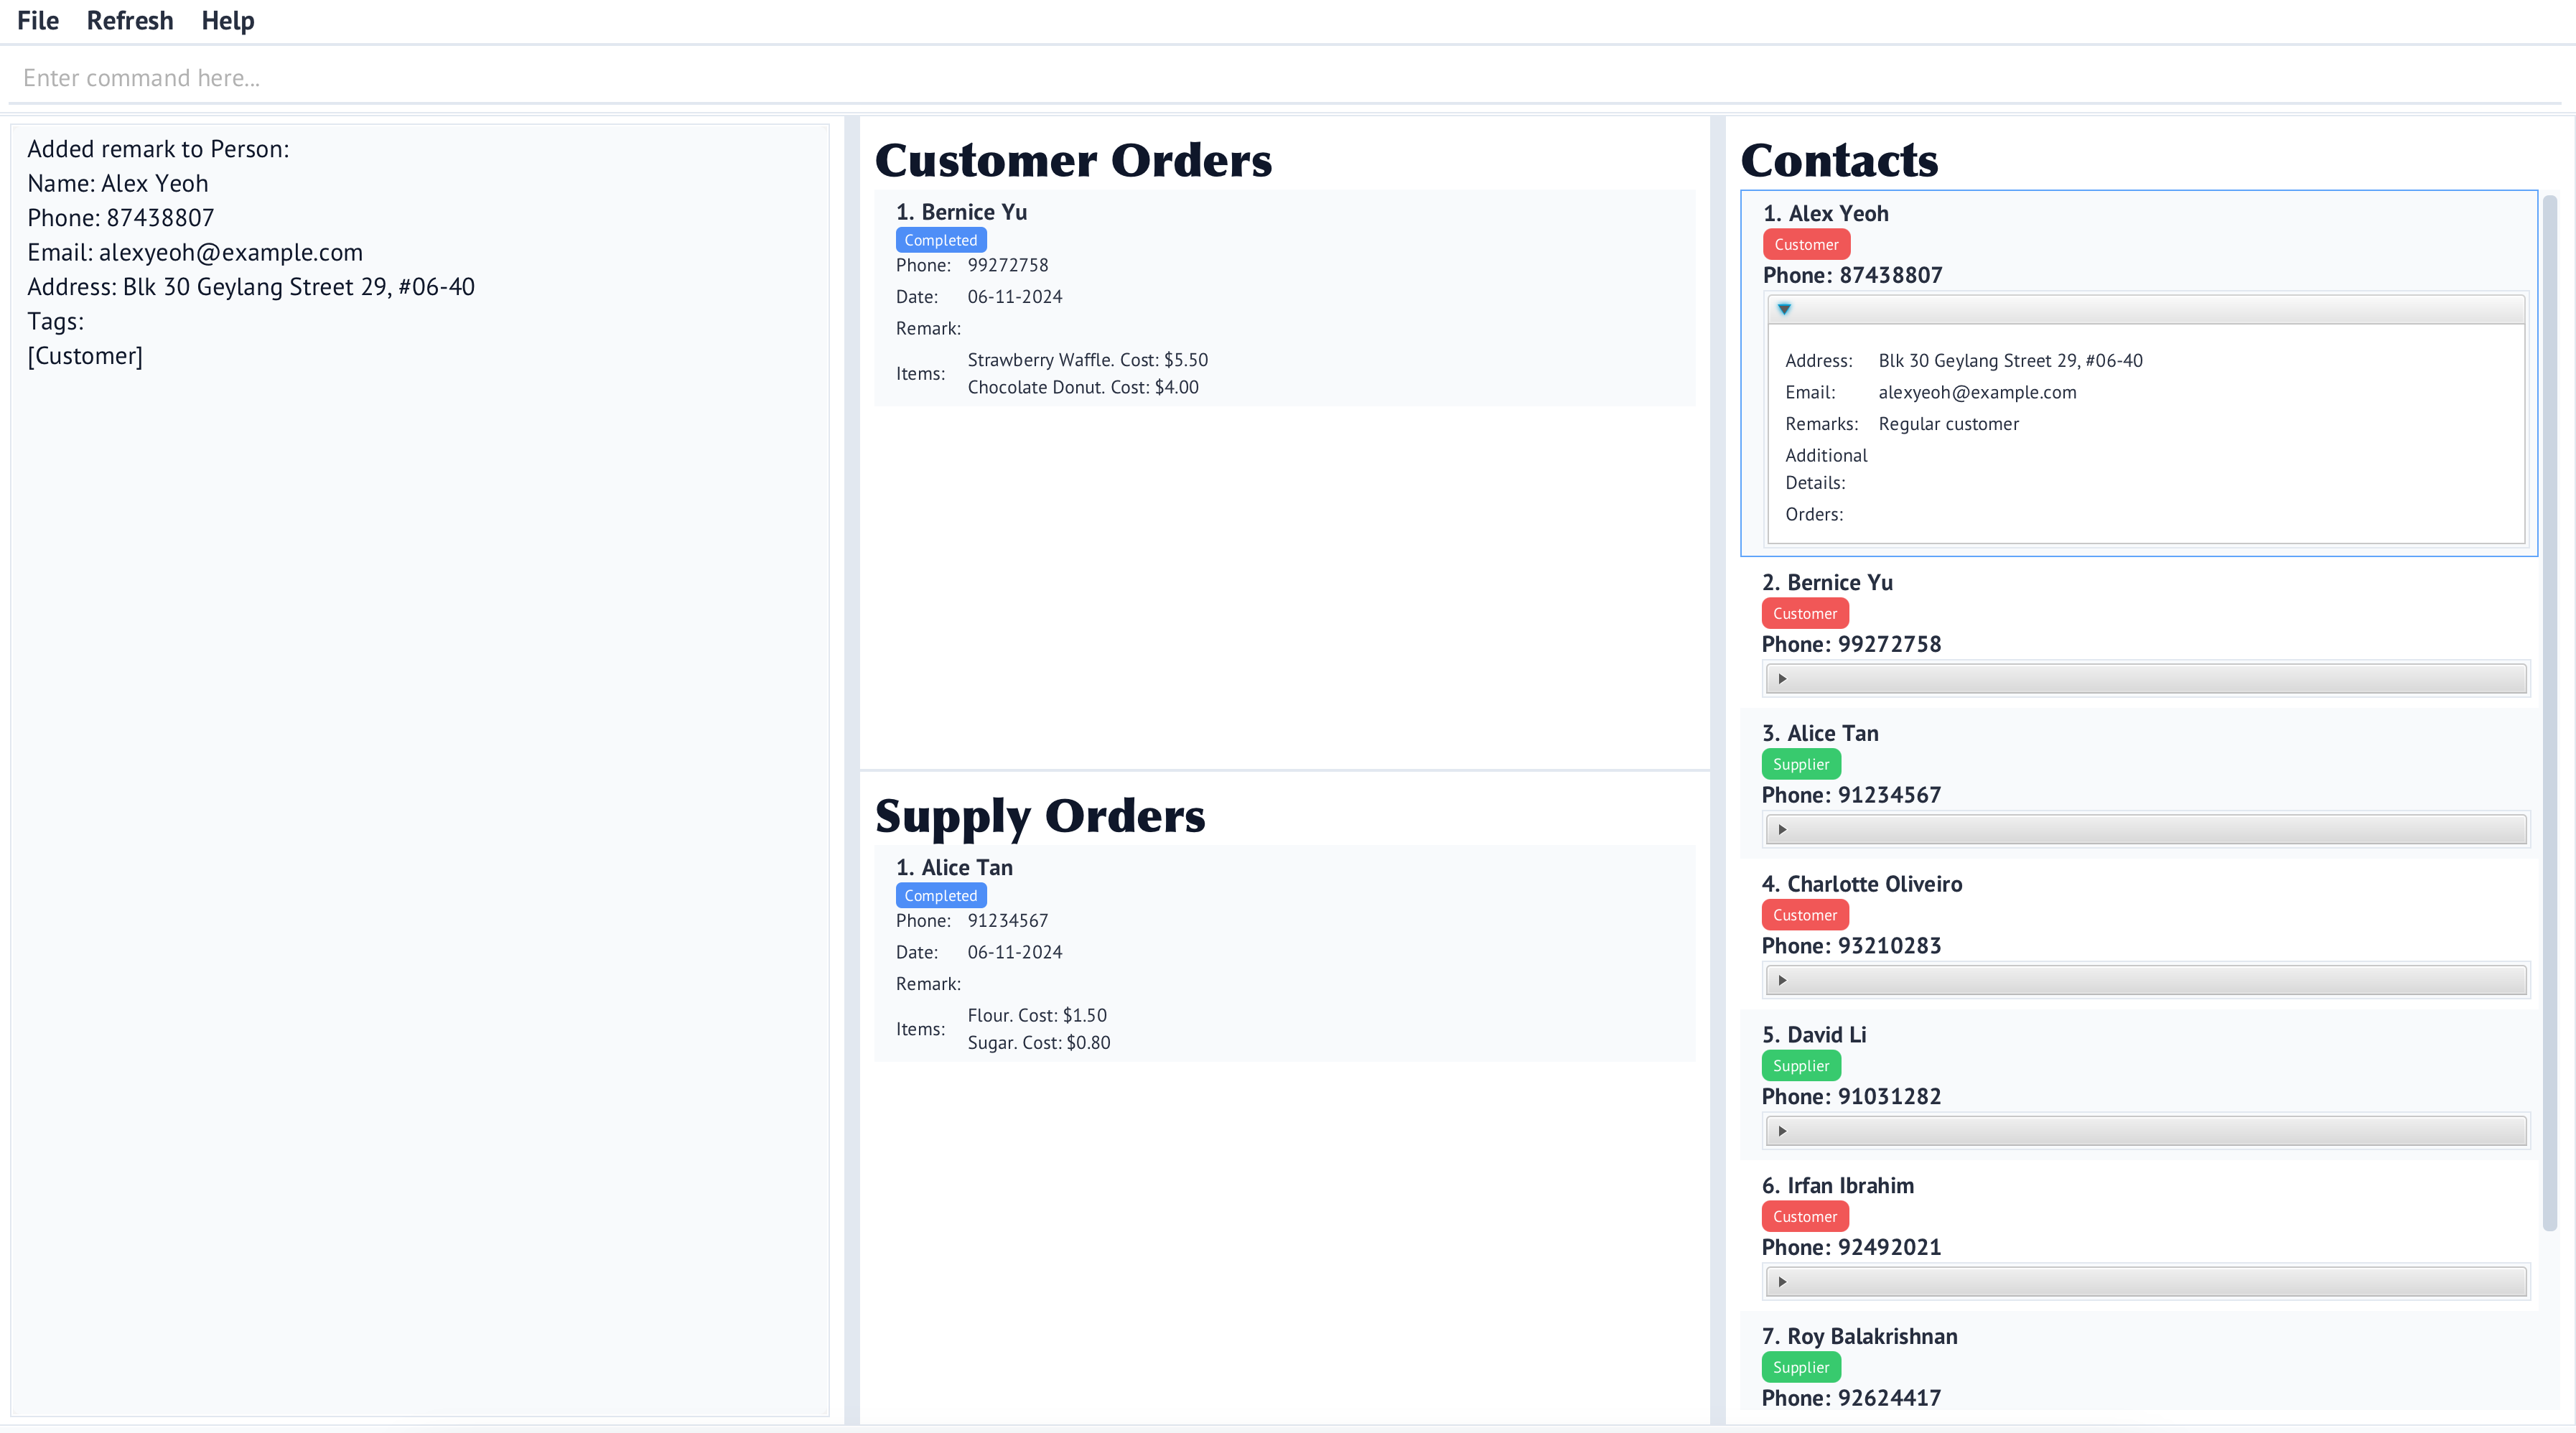 File Refresh Help
Enter command here...
Added remark to Person:
Name: Alex Yeoh
Phone: 87438807
Email: alexyeoh@example.com
Address: Blk 30 Geylang Street 29, #06-40
Tags:
[Customer]
Customer Orders
1. Bernice Yu
Completed
Phone: 99272758
Date: 06-11-2024
Remark:
Items: Strawberry Waffle. Cost: $5.50
Chocolate Donut. Cost: $4.00
Supply Orders
1. Alice Tan
Completed
Phone: 91234567
Date: 06-11-2024
Remark:
Items: Flour. Cost: $1.50
Sugar. Cost: $0.80
Contacts
1. Alex Yeoh
Customer
Phone: 87438807
Address: Blk 30 Geylang Street 29, #06-40
Email: alexyeoh@example.com
Remarks: Regular customer
Additional
Details:
Orders:
2. Bernice Yu
Customer
Phone: 99272758
3. Alice Tan
Supplier
Phone: 91234567
4. Charlotte Oliveiro
Customer
Phone: 93210283
5. David Li
Supplier
Phone: 91031282
6. Irfan Ibrahim
Customer
Phone: 92492021
7. Roy Balakrishnan
Supplier
Phone: 92624417